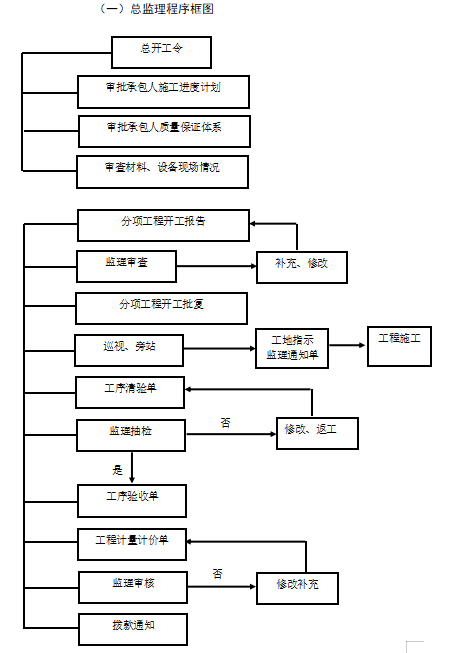 （一）总监理程序框图
总开工令
审批承包人施工进度计划
审批承包人质量保证体系
审查材料、设备现场情况
分项工程开工报告
监理审查
补充、修改
分项工程开工批复
巡视、旁站
工地指示
监理通知单
工程施工
工序清验单
监理抽检
否
修改、返工
是
工序验收单
工程计量计价单
监理审核
否
修改补充
拨款通知